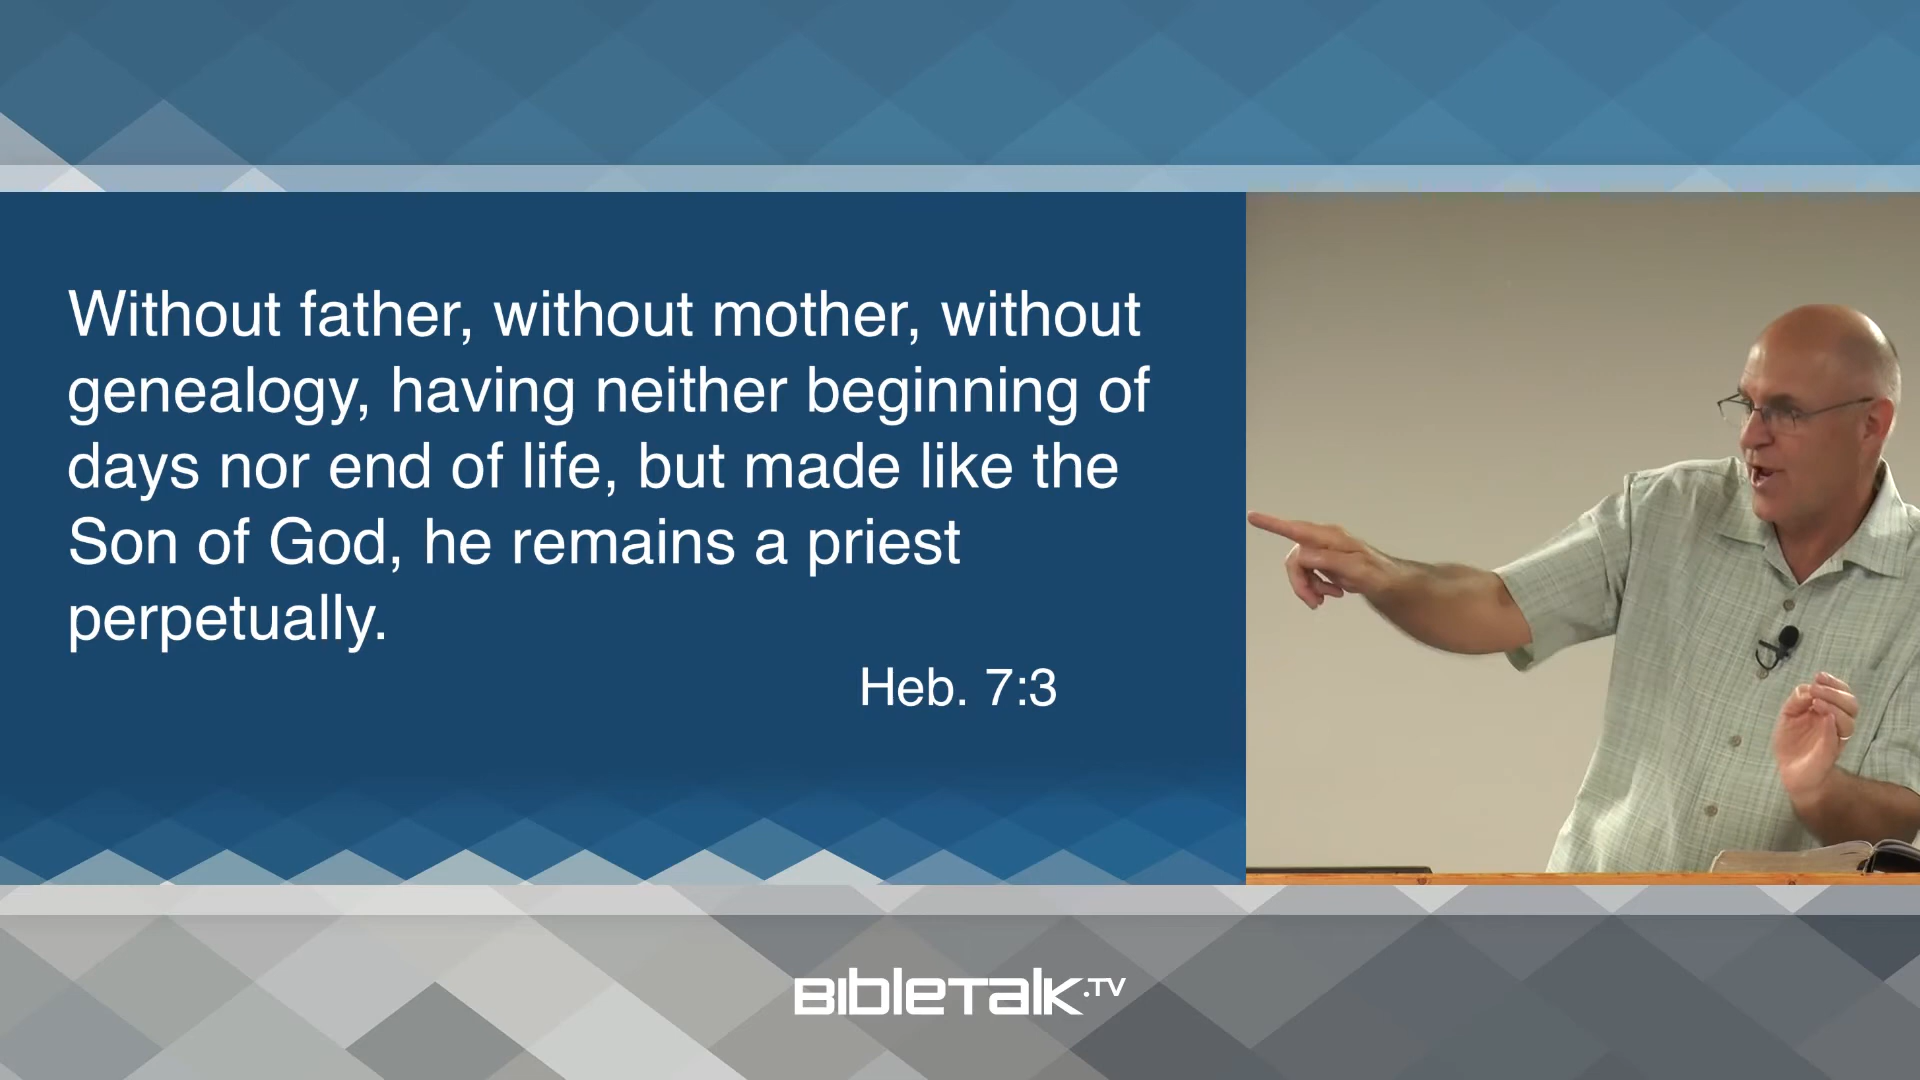 Without father, without mother, without
genealogy, having neither beginning of
days nor end of life, but made like the
Son of God, he remains a priest
perpetually.
Heb. 7:3
BibleTalk.TV